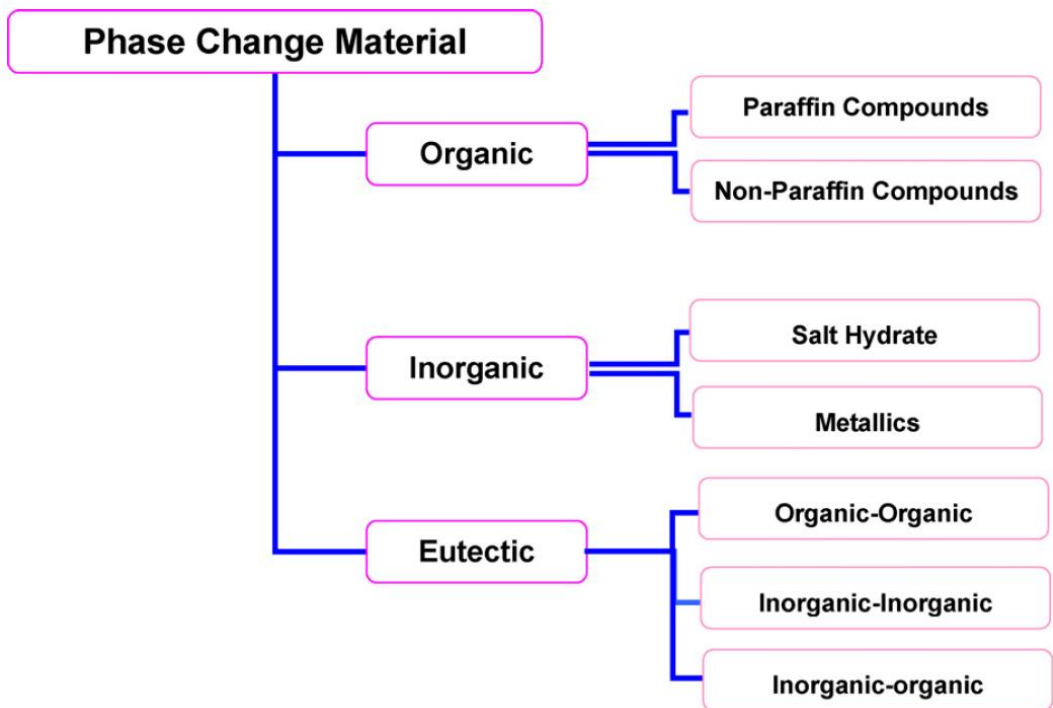 Phase Change Material
Organic
Paraffin Compounds
Non-Paraffin Compounds
Inorganic
Salt Hydrate
Metallics
Eutectic
Organic-Organic
Inorganic-Inorganic
Inorganic-organic